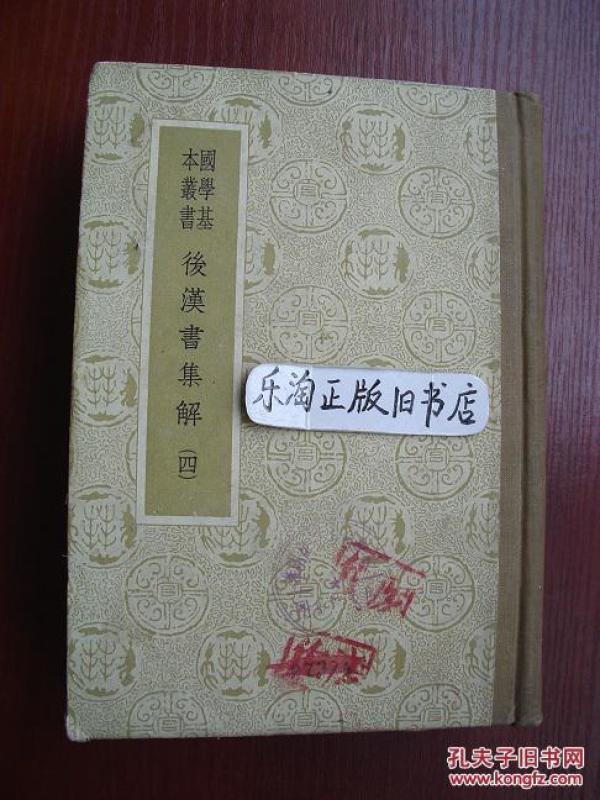 國學基
本叢書
後漢書集解(四)
乐淘正版旧书店
孔夫子旧书网
www.kongfz.com